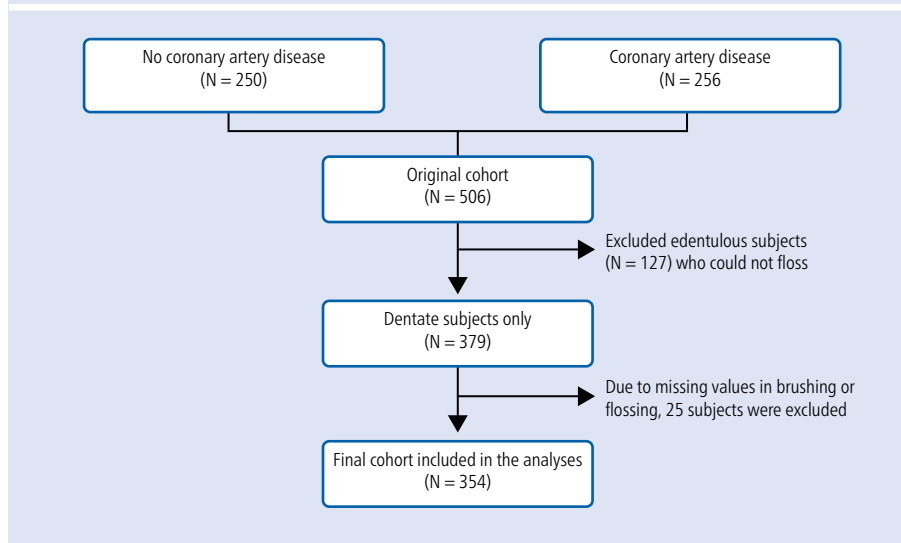 No coronary artery disease
(N = 250)
Coronary artery disease
(N = 256
Original cohort
(N = 506)
Excluded edentulous subjects
(N = 127) who could not floss
Dentate subjects only
(N = 379)
Due to missing values in brushing or
flossing, 25 subjects were excluded
Final cohort included in the analyses
(N = 354)